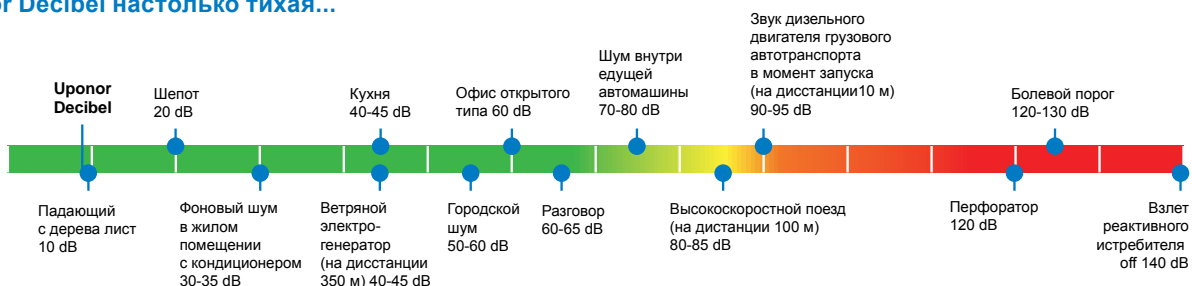 or Decibel настолько тихая...
Uponor
Decibel
Шепот
20 dB
Кухня
40-45 dB
Офис открытого
типа 60 dB
Шум внутри
едущей
автомашины
70-80 dB
Звук дизельного
двигателя грузового
автотранспорта
в момент запуска
(на дисстанции10 м)
90-95 dB
Болевой порог
120-130 dB
Падающий
с дерева лист
10 dB
Фоновый шум
в жилом
помещении
с кондиционером
30-35 dB
Ветряной
электро-
генератор
(на дисстанции
350 м) 40-45 dB
Городской
шум
50-60 dB
Разговор
60-65 dB
Высокоскоростной поезд
(на дистанции 100 м)
80-85 dB
Перфоратор
120 dB
Взлет
реактивного
истребителя
off 140 dB